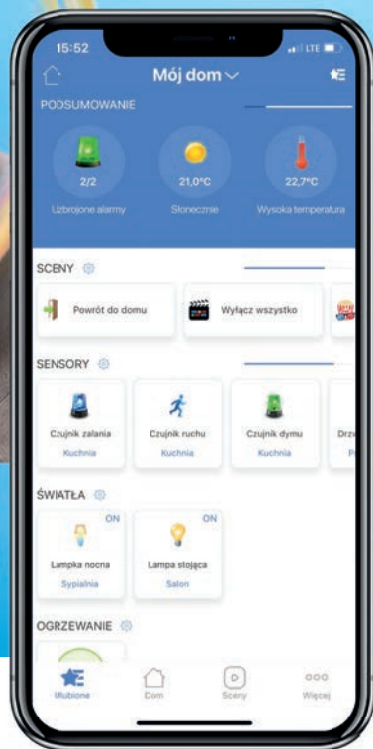 15:52
LTE
Mój dom
PODSUMOWANIE
2/2
21,0°C
22,7°C
Uzbrojone alarmy
Słonecznie
Wysoka temperatura
SCENY
Powrót do domu
Wyłącz wszystko
SENSORY
Czujnik zalania
Czujnik ruchu
Czujnik dymu
Drzw
Kuchnia
Kuchnia
Kuchnia
P
ŚWIATŁA
ON
ON
Lampka nocna
Lampa stojąca
Sypialnia
Salon
OGRZEWANIE
Ulubione
Dom
Sceny
Więcej